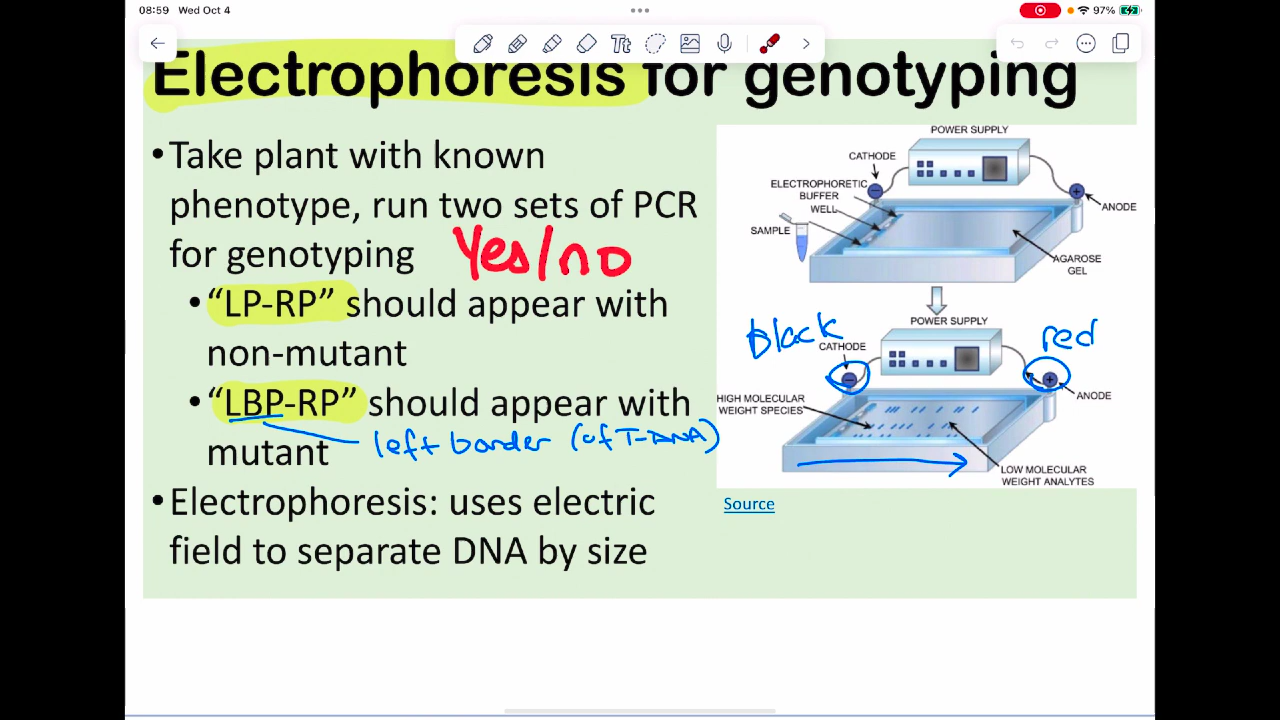 08:59 Wed Oct 4
97%
Tt
Electrophoresis for genotyping
•Take plant with known
phenotype, run two sets of PCR
for genotyping
Yes/no
•“LP-RP” should appear with
non-mutant
•“LBP-RP” should appear with
mutant
left border (of T-DNA)
•Electrophoresis: uses electric
field to separate DNA by size
POWER SUPPLY
CATHODE
ELECTROPHORETIC
BUFFER
WELL
SAMPLE
ANODE
AGAROSE
GEL
POWER SUPPLY
black
red
CATHODE
ANODE
HIGH MOLECULAR
WEIGHT SPECIES
LOW MOLECULAR
WEIGHT ANALYTES
Source